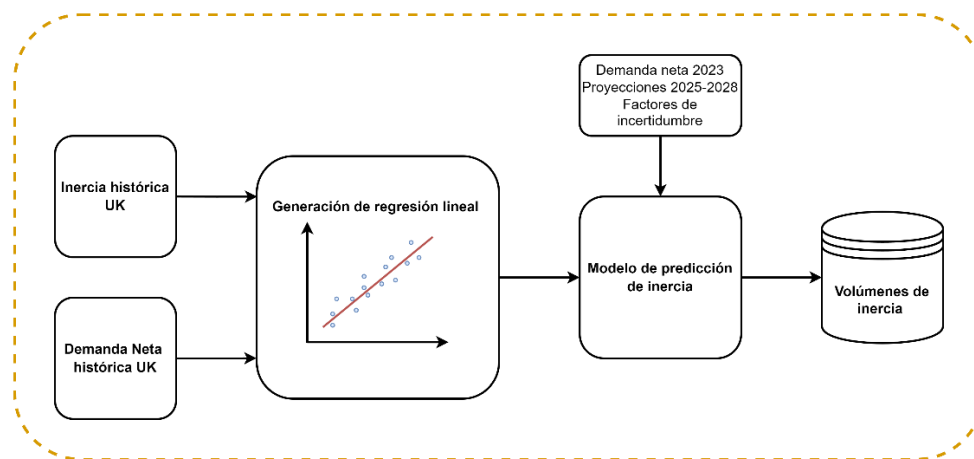 Demanda neta 2023
Proyecciones 2025-2028
Factores de
incertidumbre
Inercia histórica
UK
Generación de regresión lineal
Modelo de predicción
de inercia
Volúmenes de
inercia
Demanda Neta
histórica UK